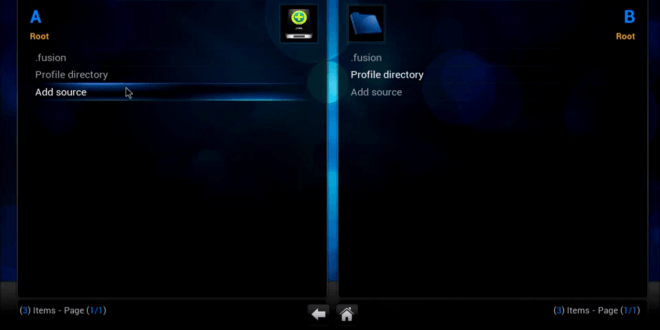 A
Root
.fusion
Profile directory
Add source
(3) Items - Page (1/1)
B
Root
.fusion
Profile directory
Add source
(3) Items - Page (1/1)